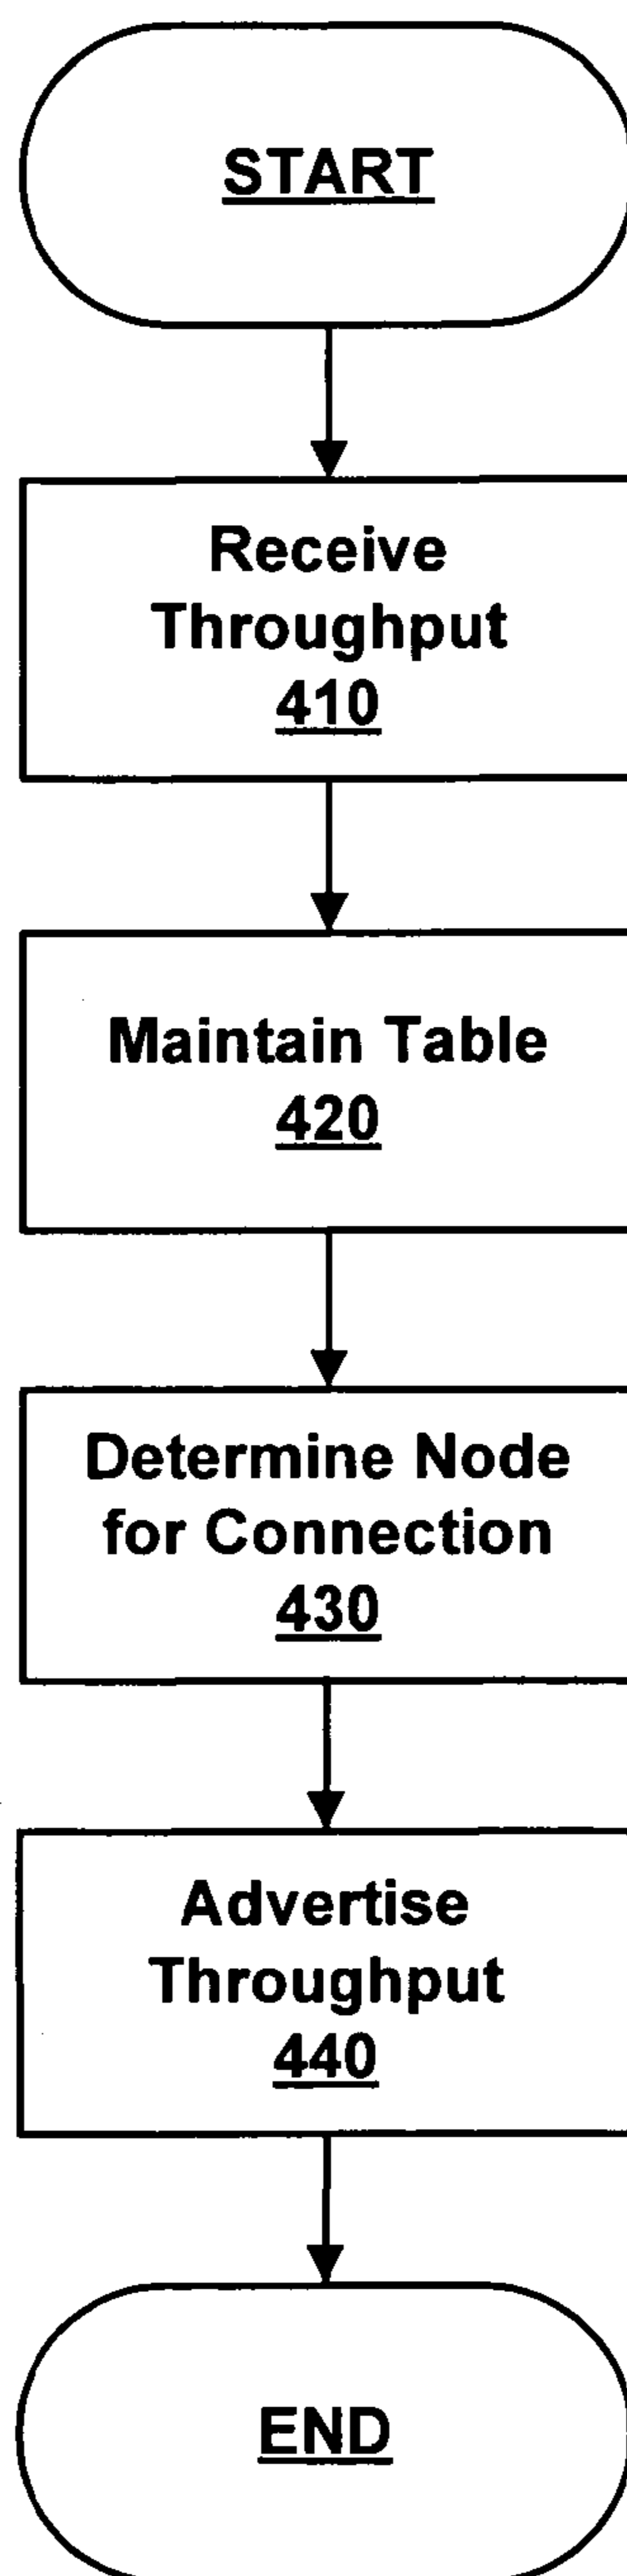 START
Receive
Throughput
410
Maintain Table
420
Determine Node
for Connection
430
Advertise
Throughput
440
END